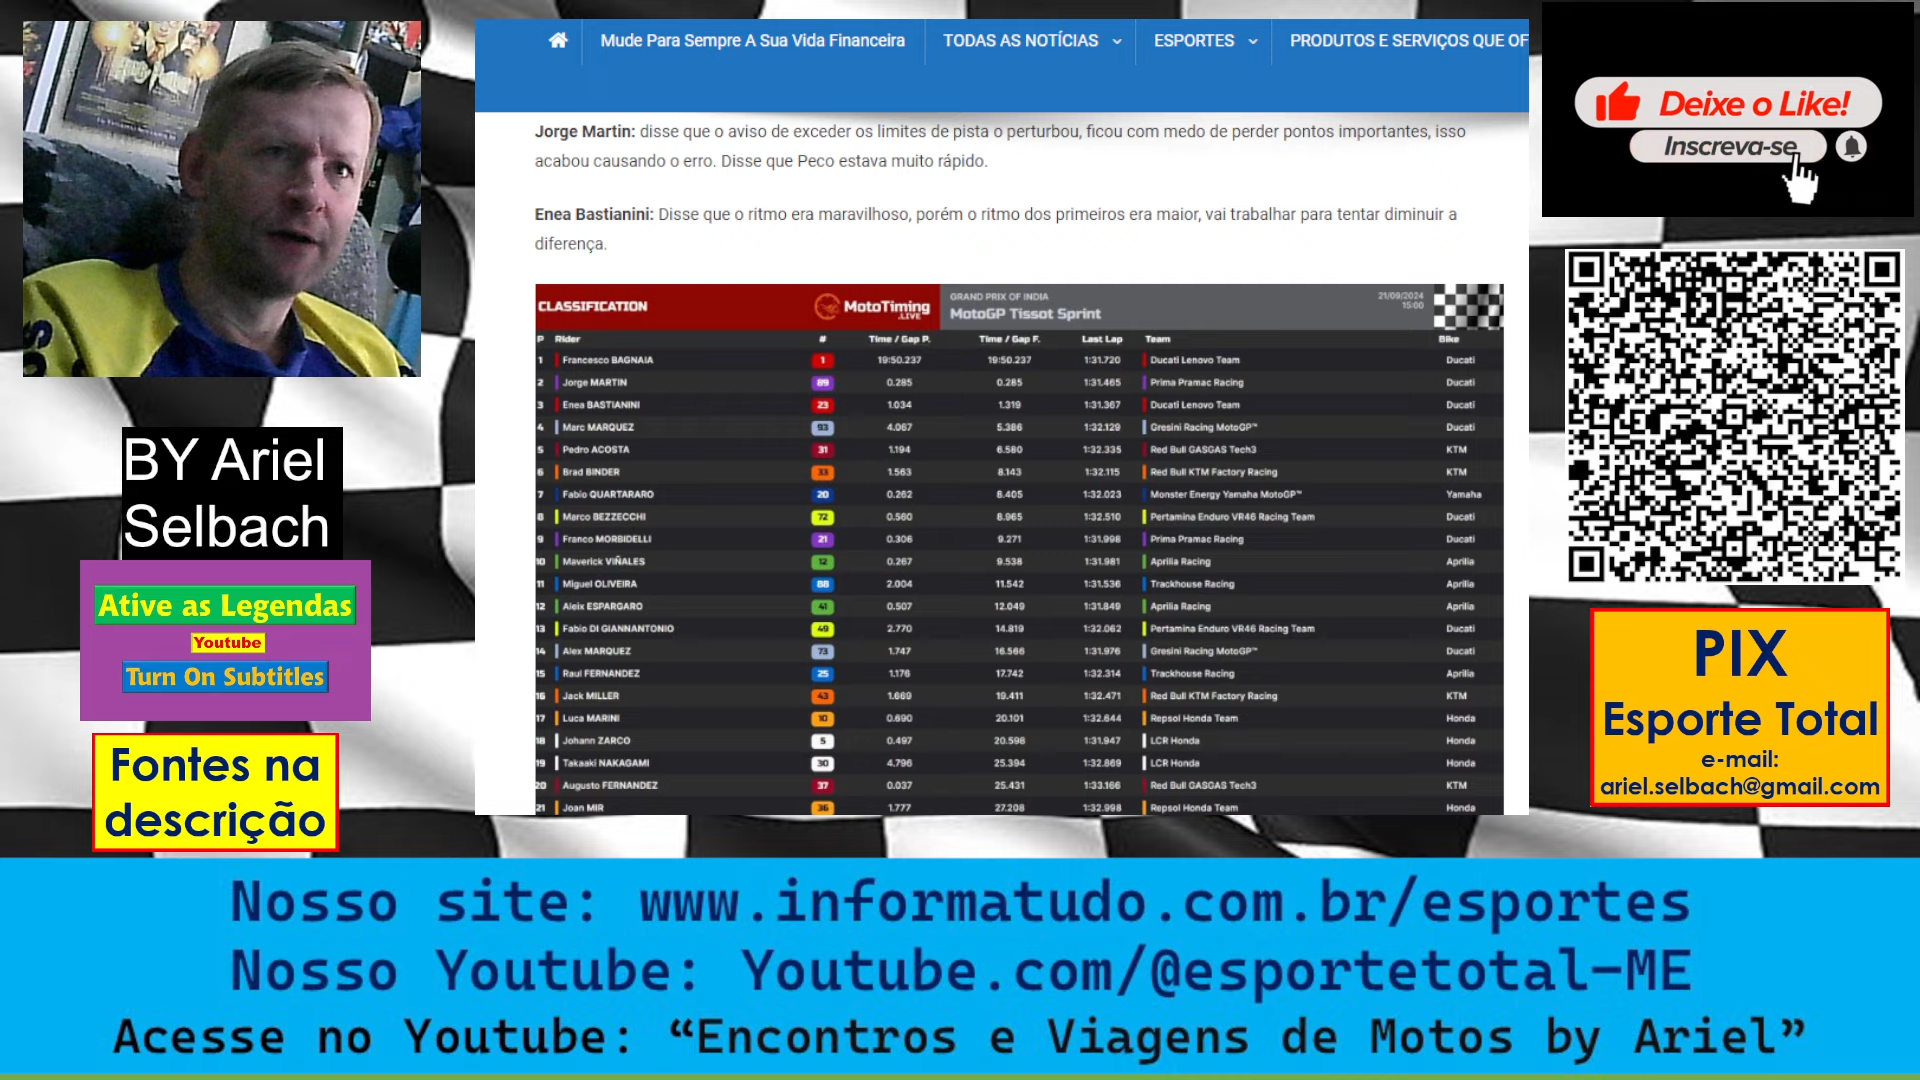 Mude Para Sempre A Sua Vida Financeira
TODAS AS NOTÍCIAS
ESPORTES
PRODUTOS E SERVIÇOS QUE OF
Jorge Martin: disse que o aviso de exceder os limites de pista o perturbou, ficou com medo de perder pontos importantes, isso
acabou causando o erro. Disse que Peco estava muito rápido.
Enea Bastianini: Disse que o ritmo era maravilhoso, porém o ritmo dos primeiros era maior, vai trabalhar para tentar diminuir a
diferença.
CLASSIFICATION
MotoTiming
.LIVE
GRAND PRIX OF INDIA
MotoGP Tissot Sprint
21/09/2024
15:00
P Rider # Time / Gap P. Time / Gap F. Last Lap Team Bike
1 Francesco BAGNAIA 1 19:50.237 19:50.237 1:31.720 Ducati Lenovo Team Ducati
2 Jorge MARTIN 89 0.285 0.285 1:31.465 Prima Pramac Racing Ducati
3 Enea BASTIANINI 23 1.034 1.319 1:31.367 Ducati Lenovo Team Ducati
4 Marc MARQUEZ 93 4.067 5.386 1:32.129 Gresini Racing MotoGP™ Ducati
5 Pedro ACOSTA 31 1.194 6.580 1:32.335 Red Bull GASGAS Tech3 KTM
6 Brad BINDER 33 1.563 8.143 1:32.115 Red Bull KTM Factory Racing KTM
7 Fabio QUARTARARO 20 0.262 8.405 1:32.023 Monster Energy Yamaha MotoGP™ Yamaha
8 Marco BEZZECCHI 72 0.560 8.965 1:32.510 Pertamina Enduro VR46 Racing Team Ducati
9 Franco MORBIDELLI 21 0.306 9.271 1:31.998 Prima Pramac Racing Ducati
10 Maverick VIÑALES 12 0.267 9.538 1:31.981 Aprilia Racing Aprilia
11 Miguel OLIVEIRA 88 2.004 11.542 1:31.536 Trackhouse Racing Aprilia
12 Aleix ESPARGARO 41 0.507 12.049 1:31.849 Aprilia Racing Aprilia
13 Fabio DI GIANNANTONIO 49 2.770 14.819 1:32.062 Pertamina Enduro VR46 Racing Team Ducati
14 Alex MARQUEZ 73 1.747 16.566 1:31.976 Gresini Racing MotoGP™ Ducati
15 Raul FERNANDEZ 25 1.176 17.742 1:32.314 Trackhouse Racing Aprilia
16 Jack MILLER 43 1.669 19.411 1:32.471 Red Bull KTM Factory Racing KTM
17 Luca MARINI 10 0.690 20.101 1:32.644 Repsol Honda Team Honda
18 Johann ZARCO 5 0.497 20.598 1:31.947 LCR Honda Honda
19 Takaaki NAKAGAMI 30 4.796 25.394 1:32.869 LCR Honda Honda
20 Augusto FERNANDEZ 37 0.037 25.431 1:33.166 Red Bull GASGAS Tech3 KTM
21 Joan MIR 36 1.777 27.208 1:32.998 Repsol Honda Team Honda
Deixe o Like!
Inscreva-se
BY Ariel
Selbach
Ative as Legendas
Youtube
Turn On Subtitles
Fontes na
descrição
PIX
Esporte Total
e-mail:
ariel.selbach@gmail.com
Nosso site: www.informatudo.com.br/esportes
Nosso Youtube: Youtube.com/@esportetotal-ME
Acesse no Youtube: “Encontros e Viagens de Motos by Ariel”